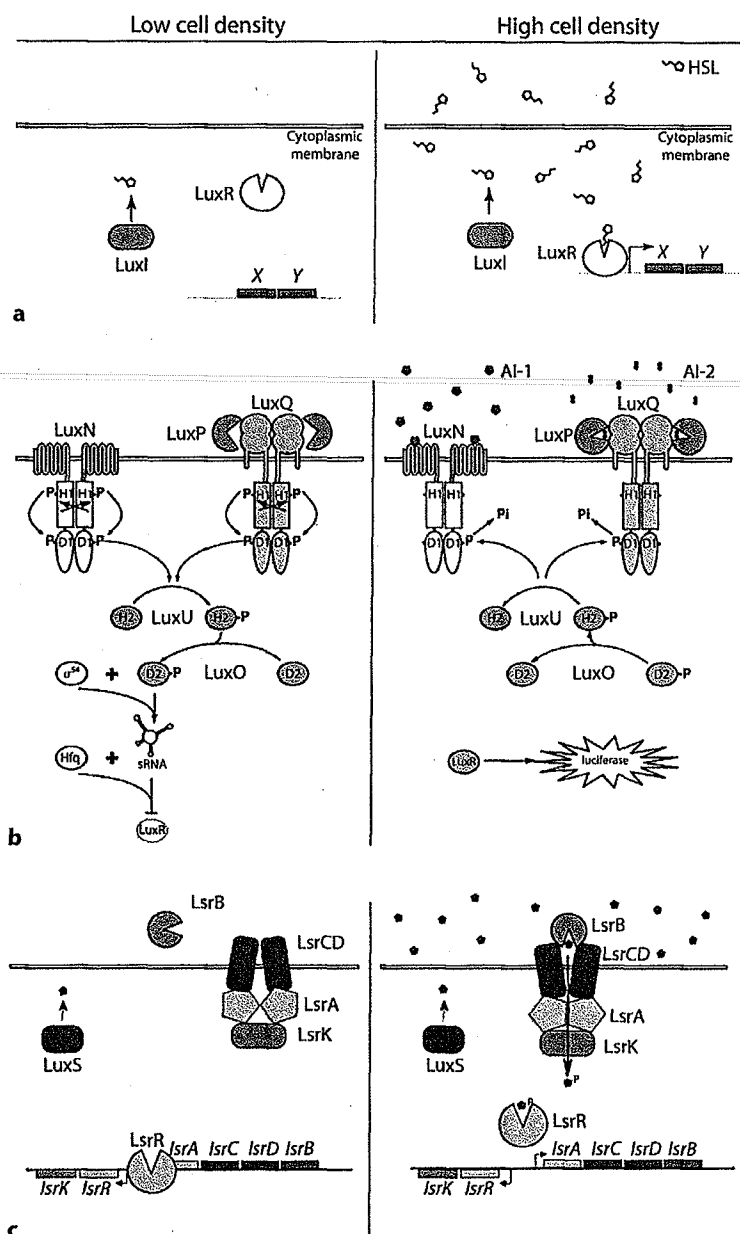 Low cell density
High cell density
HSL
Cytoplasmic
membrane
LuxR
LuxI
X Y
Cytoplasmic
membrane
LuxI
LuxR
X Y
a
AI-1
AI-2
LuxN
LuxP
LuxQ
P H1 H1 P
P D1 D1 P
P H1 H1 P
P D1 D1 P
H2
LuxU
H2 P
σ54
+
D2 P
LuxO
D2
Hfq
+
sRNA
LuxR
LuxN
LuxP
LuxQ
H1 H1
D1 D1 P
Pi
Pi
H1 H1
P D1 D1
H2
LuxU
H2 P
D2
LuxO
D2 P
LuxR
luciferase
b
LsrB
LsrCD
LsrA
LsrK
LuxS
LsrR
lsrA lsrC lsrD lsrB
lsrK lsrR
LsrB
LsrCD
LsrA
LsrK
LuxS
P
P
LsrR
lsrA lsrC lsrD lsrB
lsrK lsrR
c